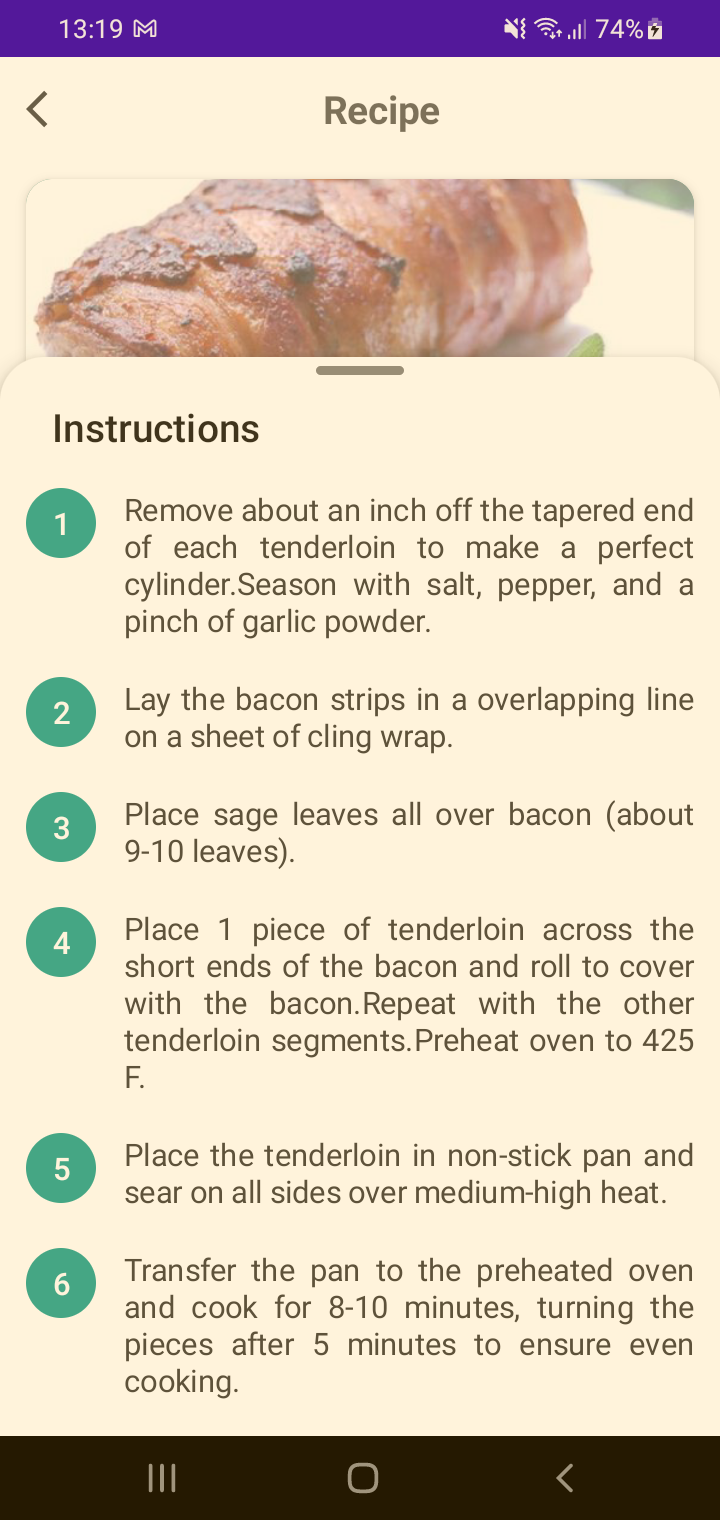 13:19
74%
Recipe
Instructions
1
Remove about an inch off the tapered end
of each tenderloin to make a perfect
cylinder.Season with salt, pepper, and a
pinch of garlic powder.
2
Lay the bacon strips in a overlapping line
on a sheet of cling wrap.
3
Place sage leaves all over bacon (about
9-10 leaves).
4
Place 1 piece of tenderloin across the
short ends of the bacon and roll to cover
with the bacon.Repeat with the other
tenderloin segments.Preheat oven to 425
F.
5
Place the tenderloin in non-stick pan and
sear on all sides over medium-high heat.
6
Transfer the pan to the preheated oven
and cook for 8-10 minutes, turning the
pieces after 5 minutes to ensure even
cooking.